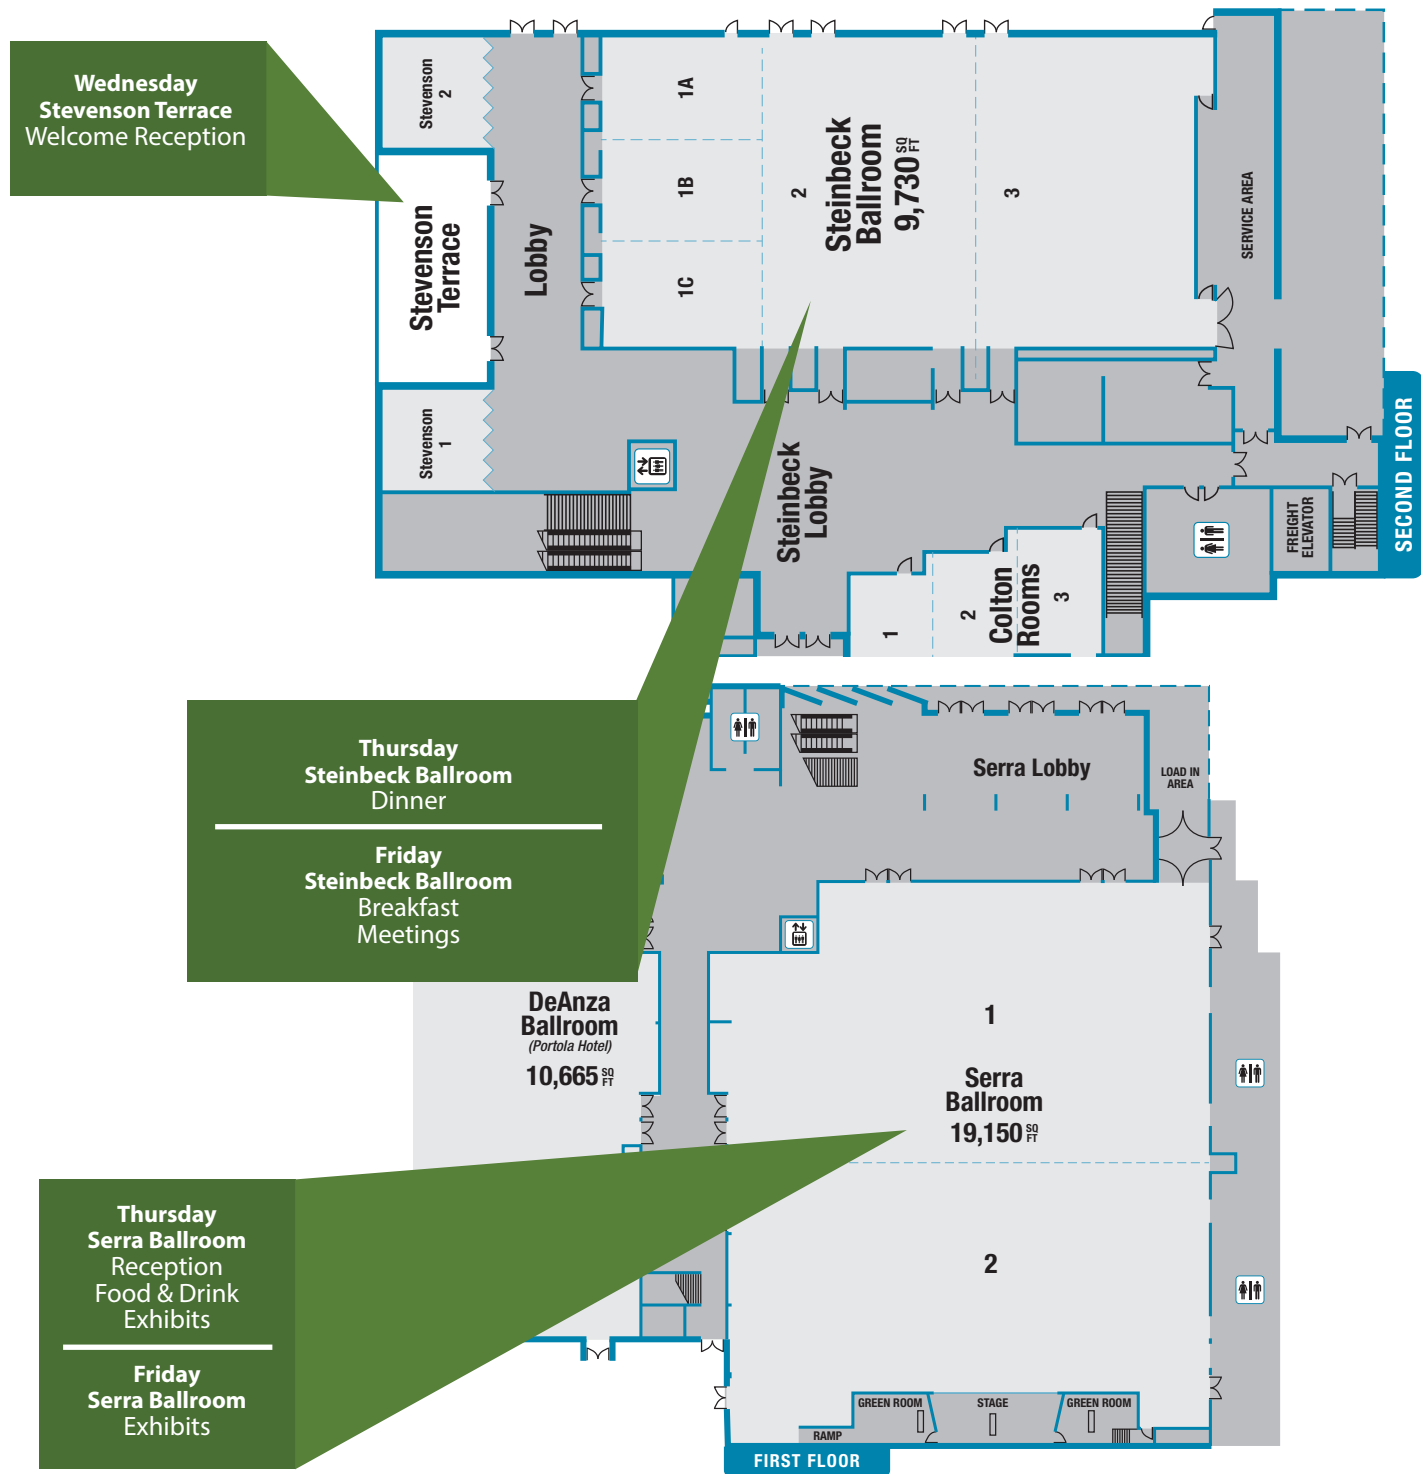 Wednesday
Stevenson Terrace
Welcome Reception
Stevenson
2
Stevenson
Terrace
Stevenson
1
Lobby
1A
1B
1C
2
Steinbeck
Ballroom
9,730 SQ FT
3
SERVICE AREA
SECOND FLOOR
Steinbeck
Lobby
1
2
Colton
Rooms
3
FREIGHT
ELEVATOR
Thursday
Steinbeck Ballroom
Dinner
Friday
Steinbeck Ballroom
Breakfast
Meetings
Serra Lobby
LOAD IN
AREA
DeAnza
Ballroom
(Portola Hotel)
10,665 SQ FT
1
Serra
Ballroom
19,150 SQ FT
2
Thursday
Serra Ballroom
Reception
Food & Drink
Exhibits
Friday
Serra Ballroom
Exhibits
GREEN ROOM
STAGE
GREEN ROOM
RAMP
FIRST FLOOR